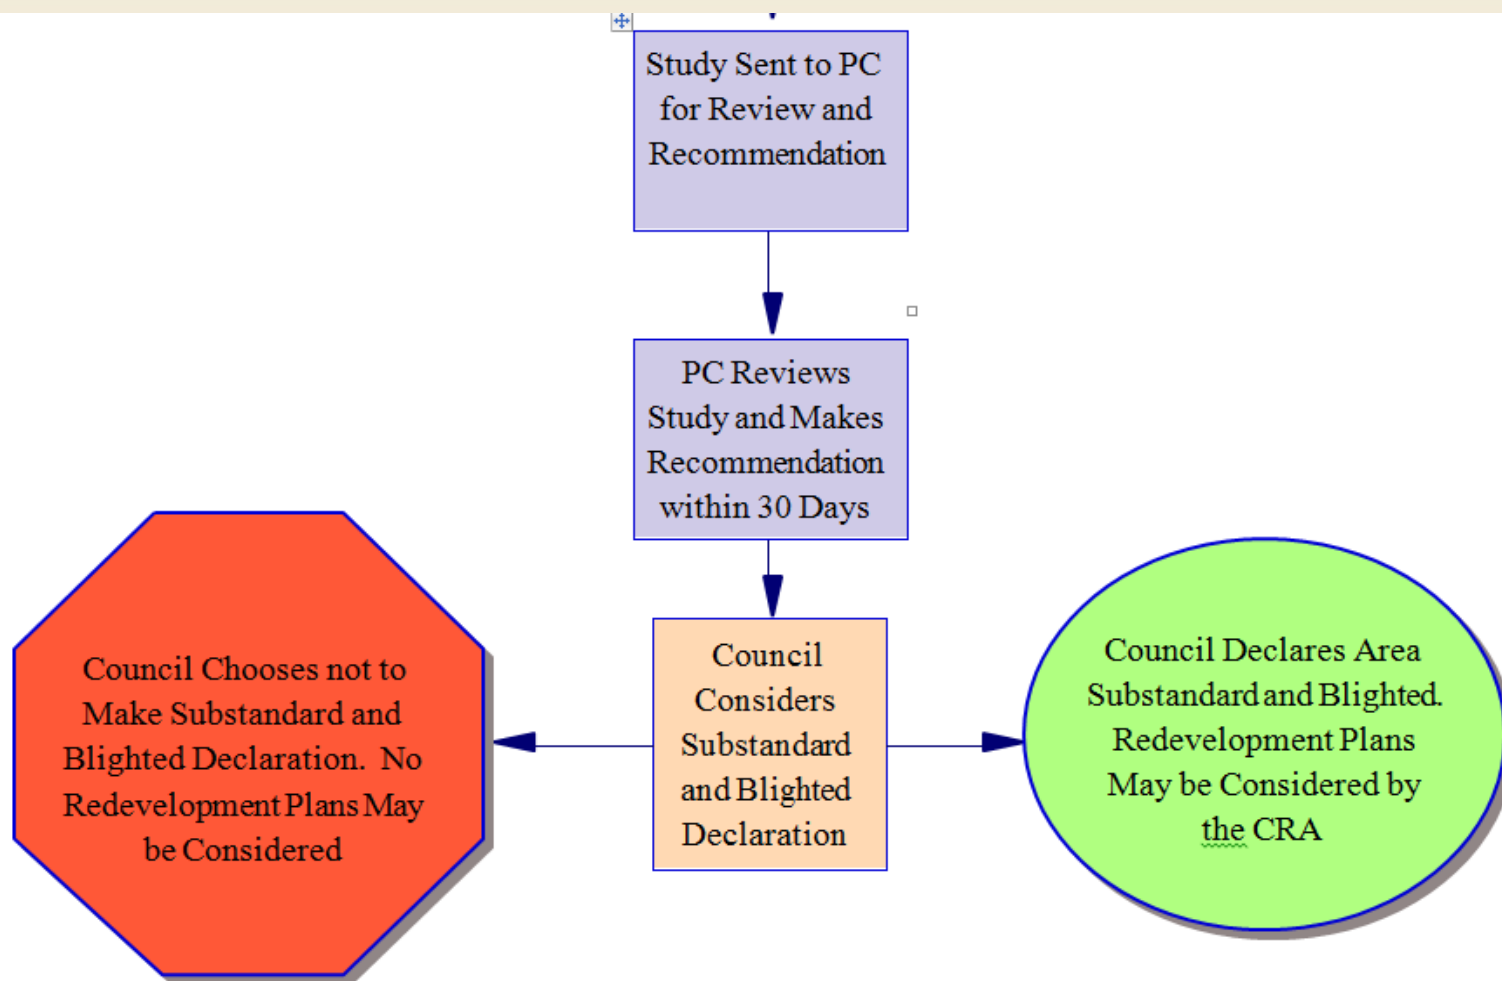 Study Sent to PC
for Review and
Recommendation
PC Reviews
Study and Makes
Recommendation
within 30 Days
Council Chooses not to
Make Substandard and
Blighted Declaration. No
Redevelopment Plans May
be Considered
Council
Considers
Substandard
and Blighted
Declaration
Council Declares Area
Substandard and Blighted.
Redevelopment Plans
May be Considered by
the CRA